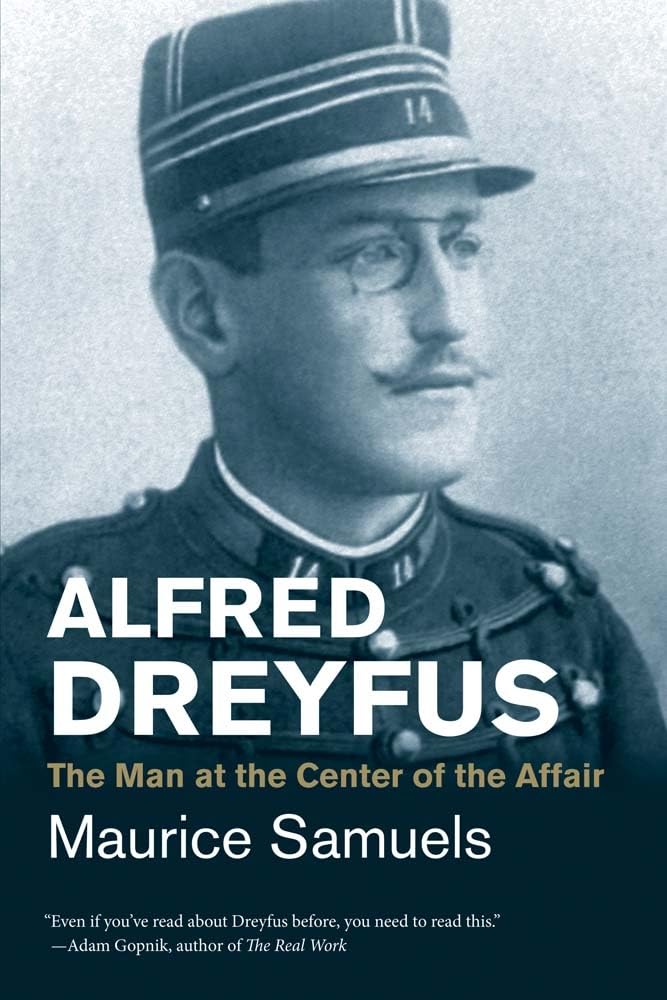 14
14 14
ALFRED
DREYFUS
The Man at the Center of the Affair
Maurice Samuels
“Even if you’ve read about Dreyfus before, you need to read this.”
—Adam Gopnik, author of The Real Work